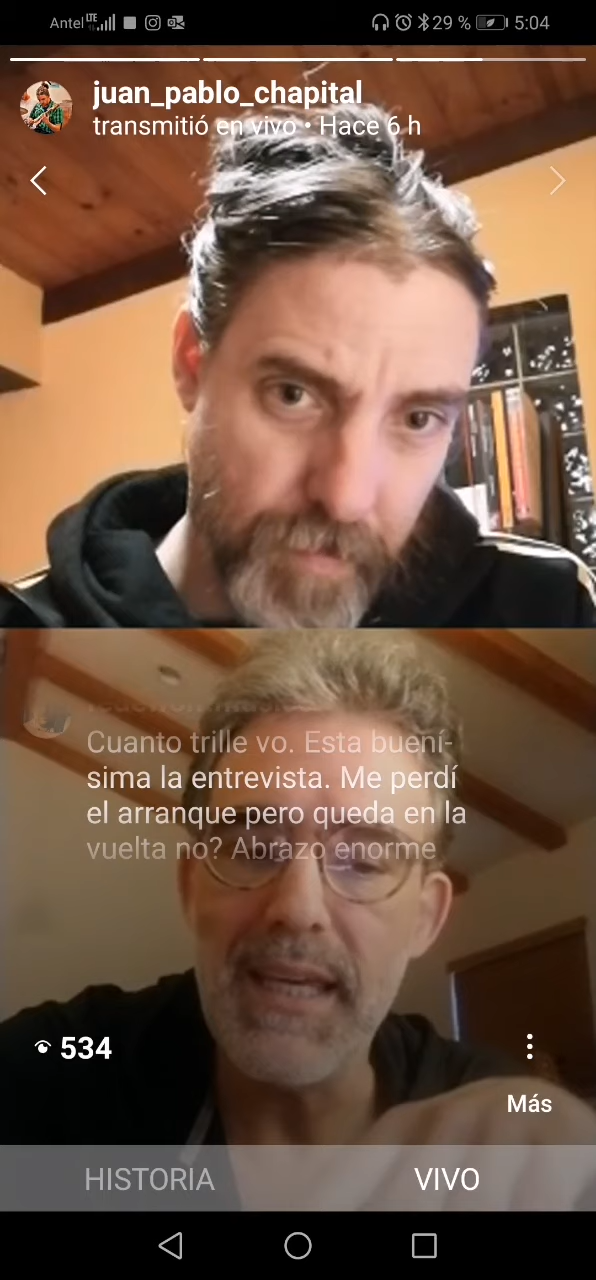 Antel LTE 29 % 5:04
juan_pablo_chapital
transmitió en vivo • Hace 6 h
Cuanto trille vo. Esta buení-
sima la entrevista. Me perdí
el arranque pero queda en la
vuelta no? Abrazo enorme
534
Más
HISTORIA VIVO